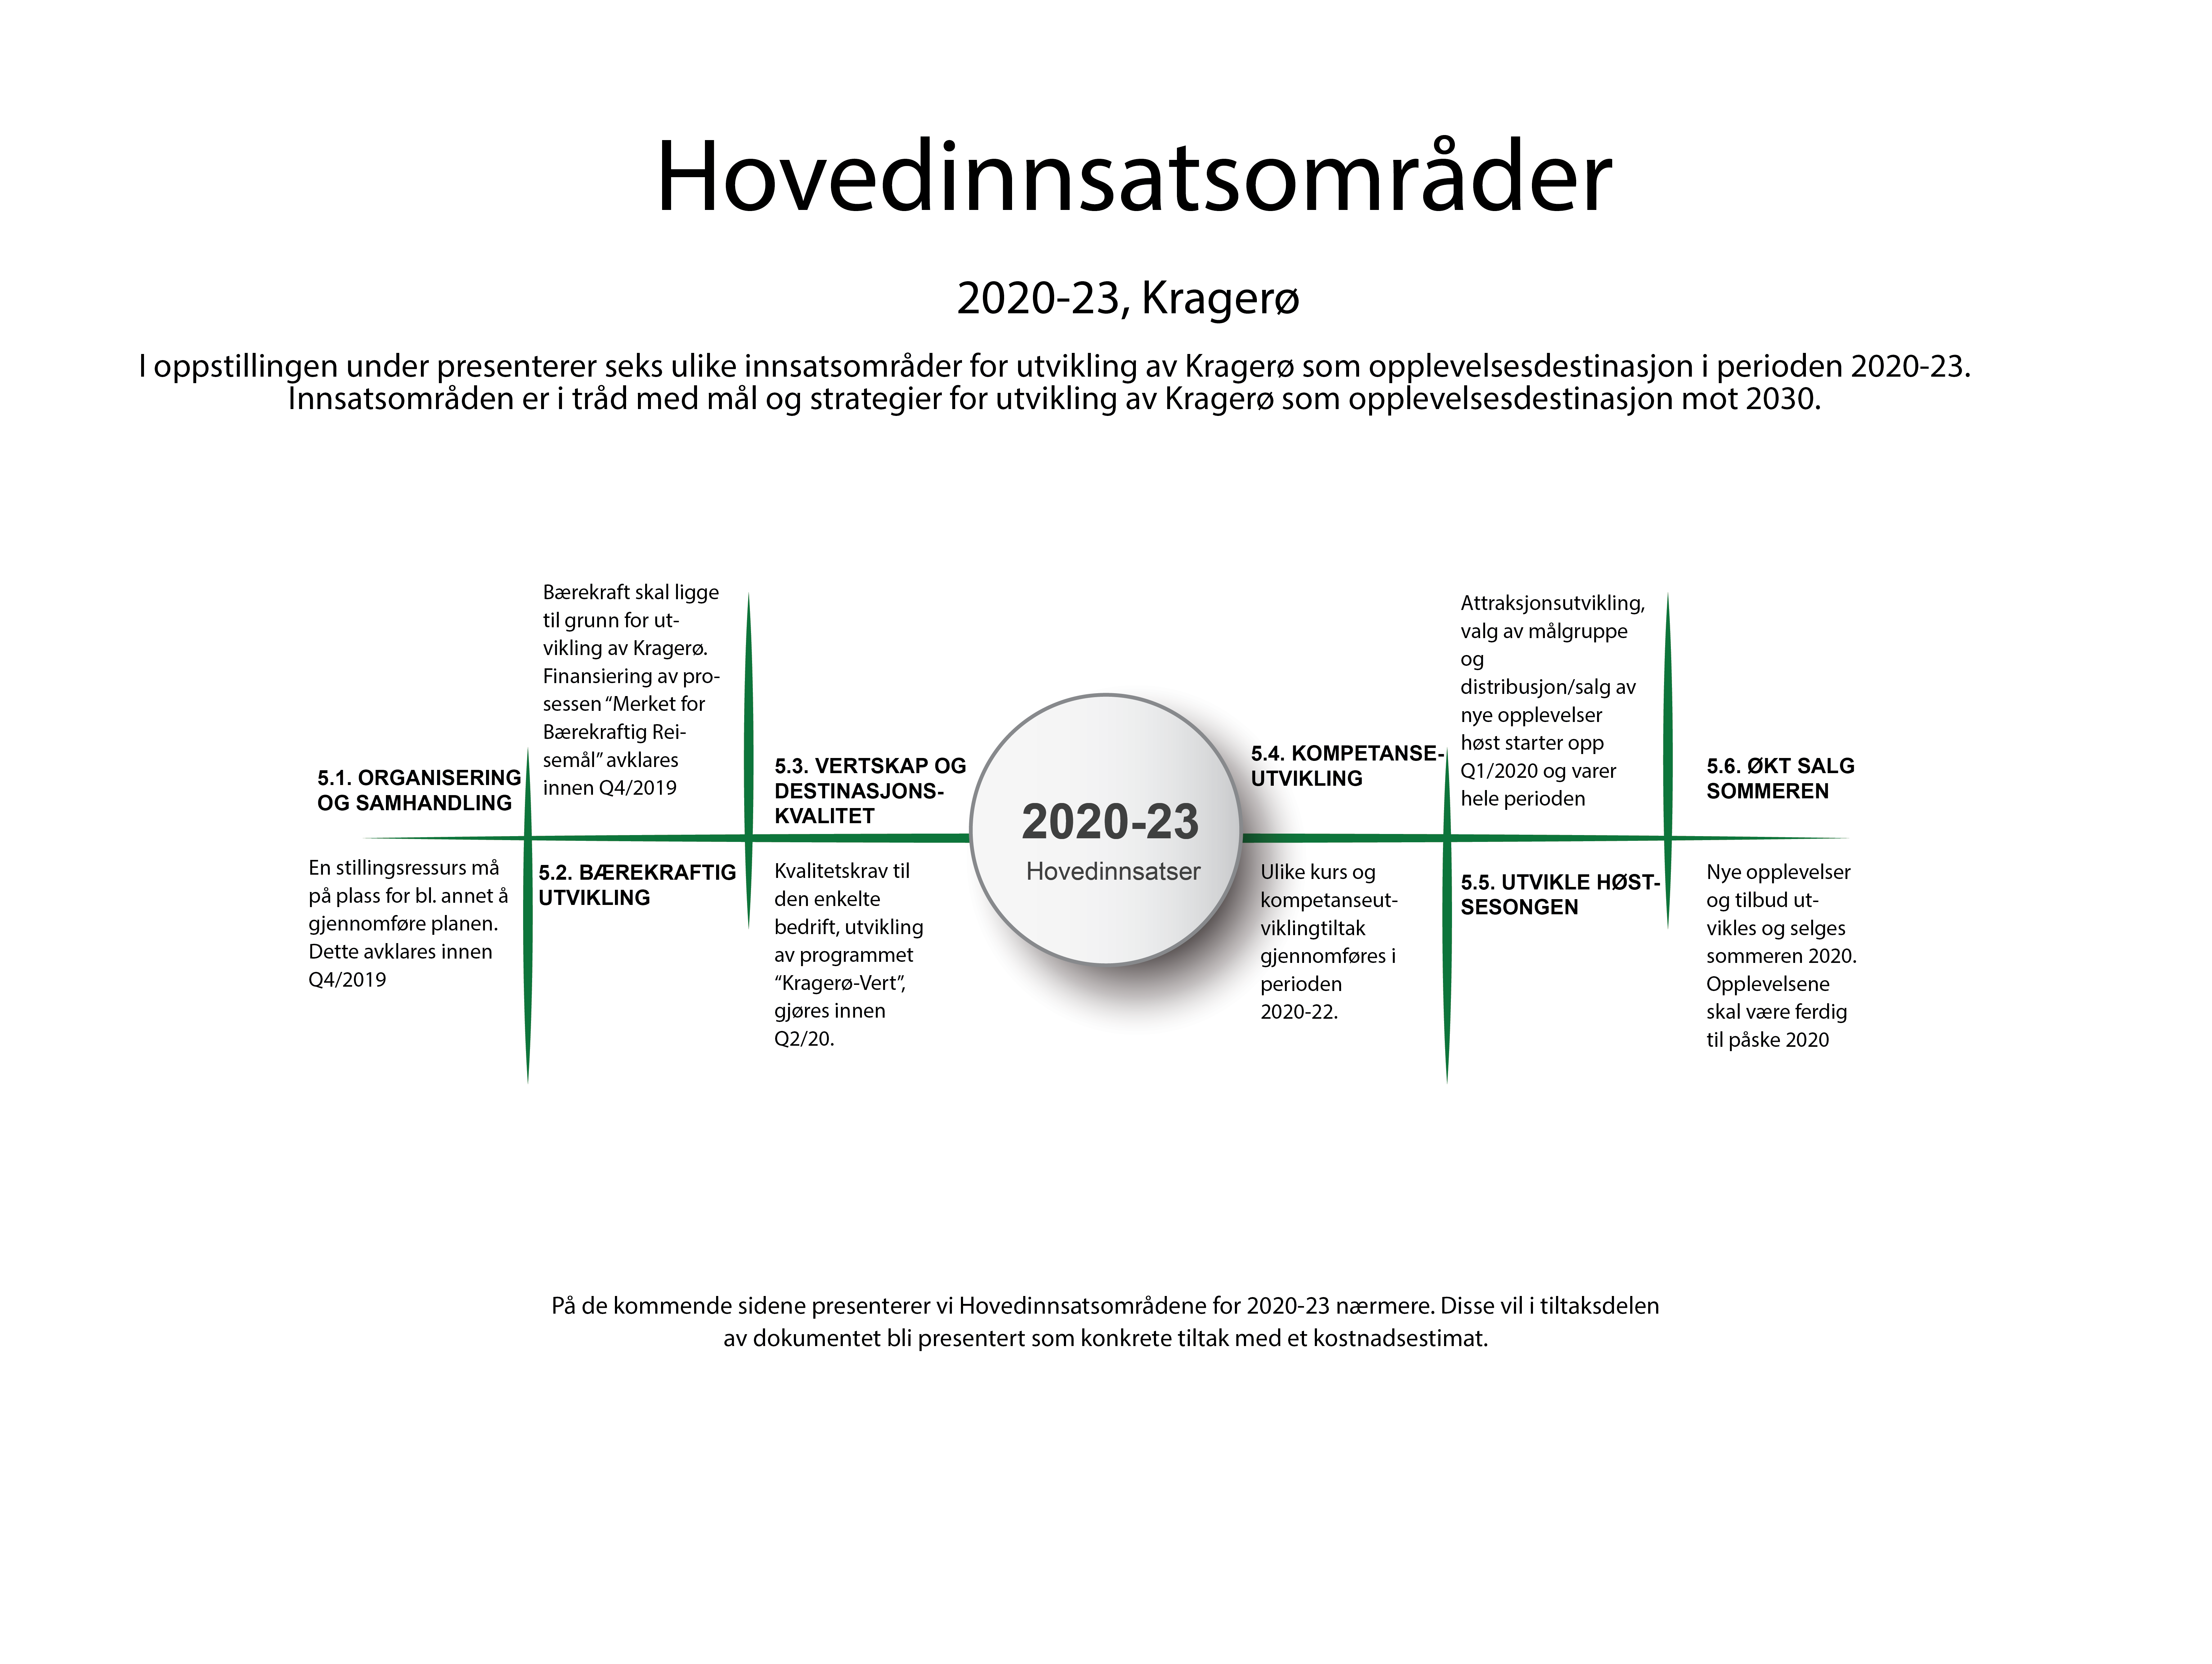 Hovedinnsatsområder
2020-23, Kragerø
I oppstillingen under presenterer seks ulike innsatsområder for utvikling av Kragerø som opplevelsesdestinasjon i perioden 2020-23.
Innsatsområden er i tråd med mål og strategier for utvikling av Kragerø som opplevelsesdestinasjon mot 2030.
5.1. ORGANISERING
OG SAMHANDLING
En stillingsressurs må
på plass for bl. annet å
gjennomføre planen.
Dette avklares innen
Q4/2019
Bærekraft skal ligge
til grunn for ut-
vikling av Kragerø.
Finansiering av pro-
sessen “Merket for
Bærekraftig Rei-
semål” avklares
innen Q4/2019
5.2. BÆREKRAFTIG
UTVIKLING
5.3. VERTSKAP OG
DESTINASJONS-
KVALITET
Kvalitetskrav til
den enkelte
bedrift, utvikling
av programmet
“Kragerø-Vert”,
gjøres innen
Q2/20.
2020-23
Hovedinnsatser
5.4. KOMPETANSE-
UTVIKLING
Ulike kurs og
kompetanseut-
viklingtiltak
gjennomføres i
perioden
2020-22.
Attraksjonsutvikling,
valg av målgruppe
og
distribusjon/salg av
nye opplevelser
høst starter opp
Q1/2020 og varer
hele perioden
5.5. UTVIKLE HØST-
SESONGEN
5.6. ØKT SALG
SOMMEREN
Nye opplevelser
og tilbud ut-
vikles og selges
sommeren 2020.
Opplevelsene
skal være ferdig
til påske 2020
På de kommende sidene presenterer vi Hovedinnsatsområdene for 2020-23 nærmere. Disse vil i tiltaksdelen
av dokumentet bli presentert som konkrete tiltak med et kostnadsestimat.